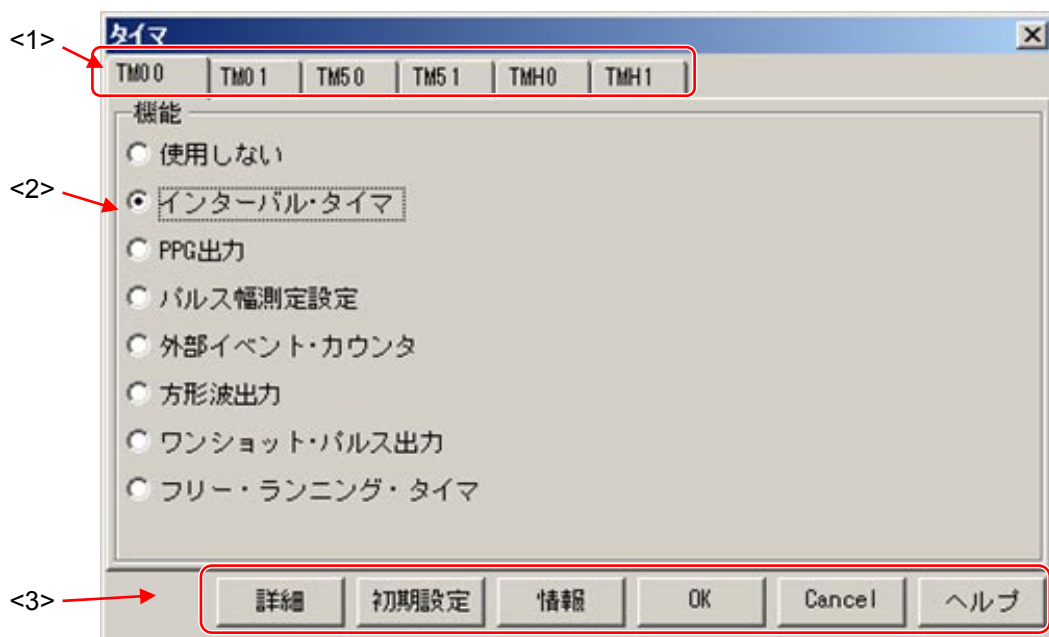 <1>
タイマ
TM00 TM01 TM50 TM51 TMH0 TMH1
機能
使用しない
<2>
インターバル・タイマ
PPG出力
パルス幅測定設定
外部イベント・カウンタ
方形波出力
ワンショット・パルス出力
フリー・ランニング・タイマ
<3>
詳細 初期設定 情報 OK Cancel ヘルプ